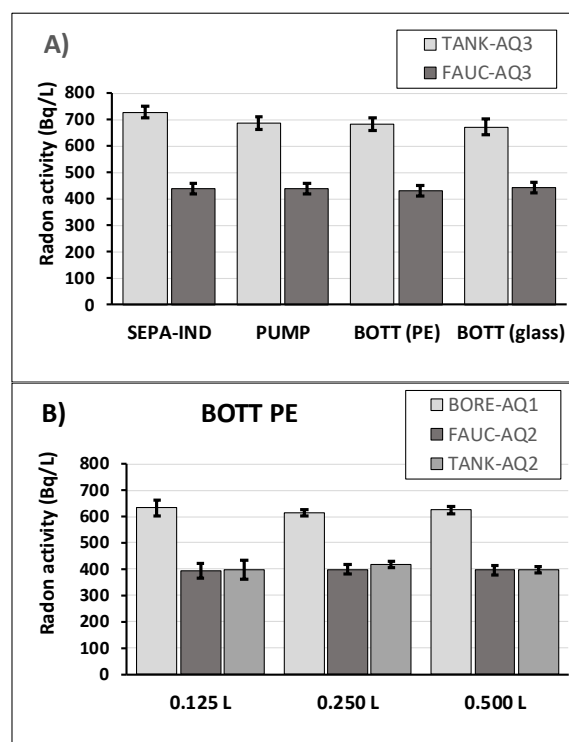 A)
TANK-AQ3
FAUC-AQ3
Radon activity (Bq/L)
800
700
600
500
400
300
200
100
0
SEPA-IND PUMP BOTT (PE) BOTT (glass)
B)
BOTT PE
BORE-AQ1
FAUC-AQ2
TANK-AQ2
Radon activity (Bq/L)
800
700
600
500
400
300
200
100
0
0.125 L 0.250 L 0.500 L